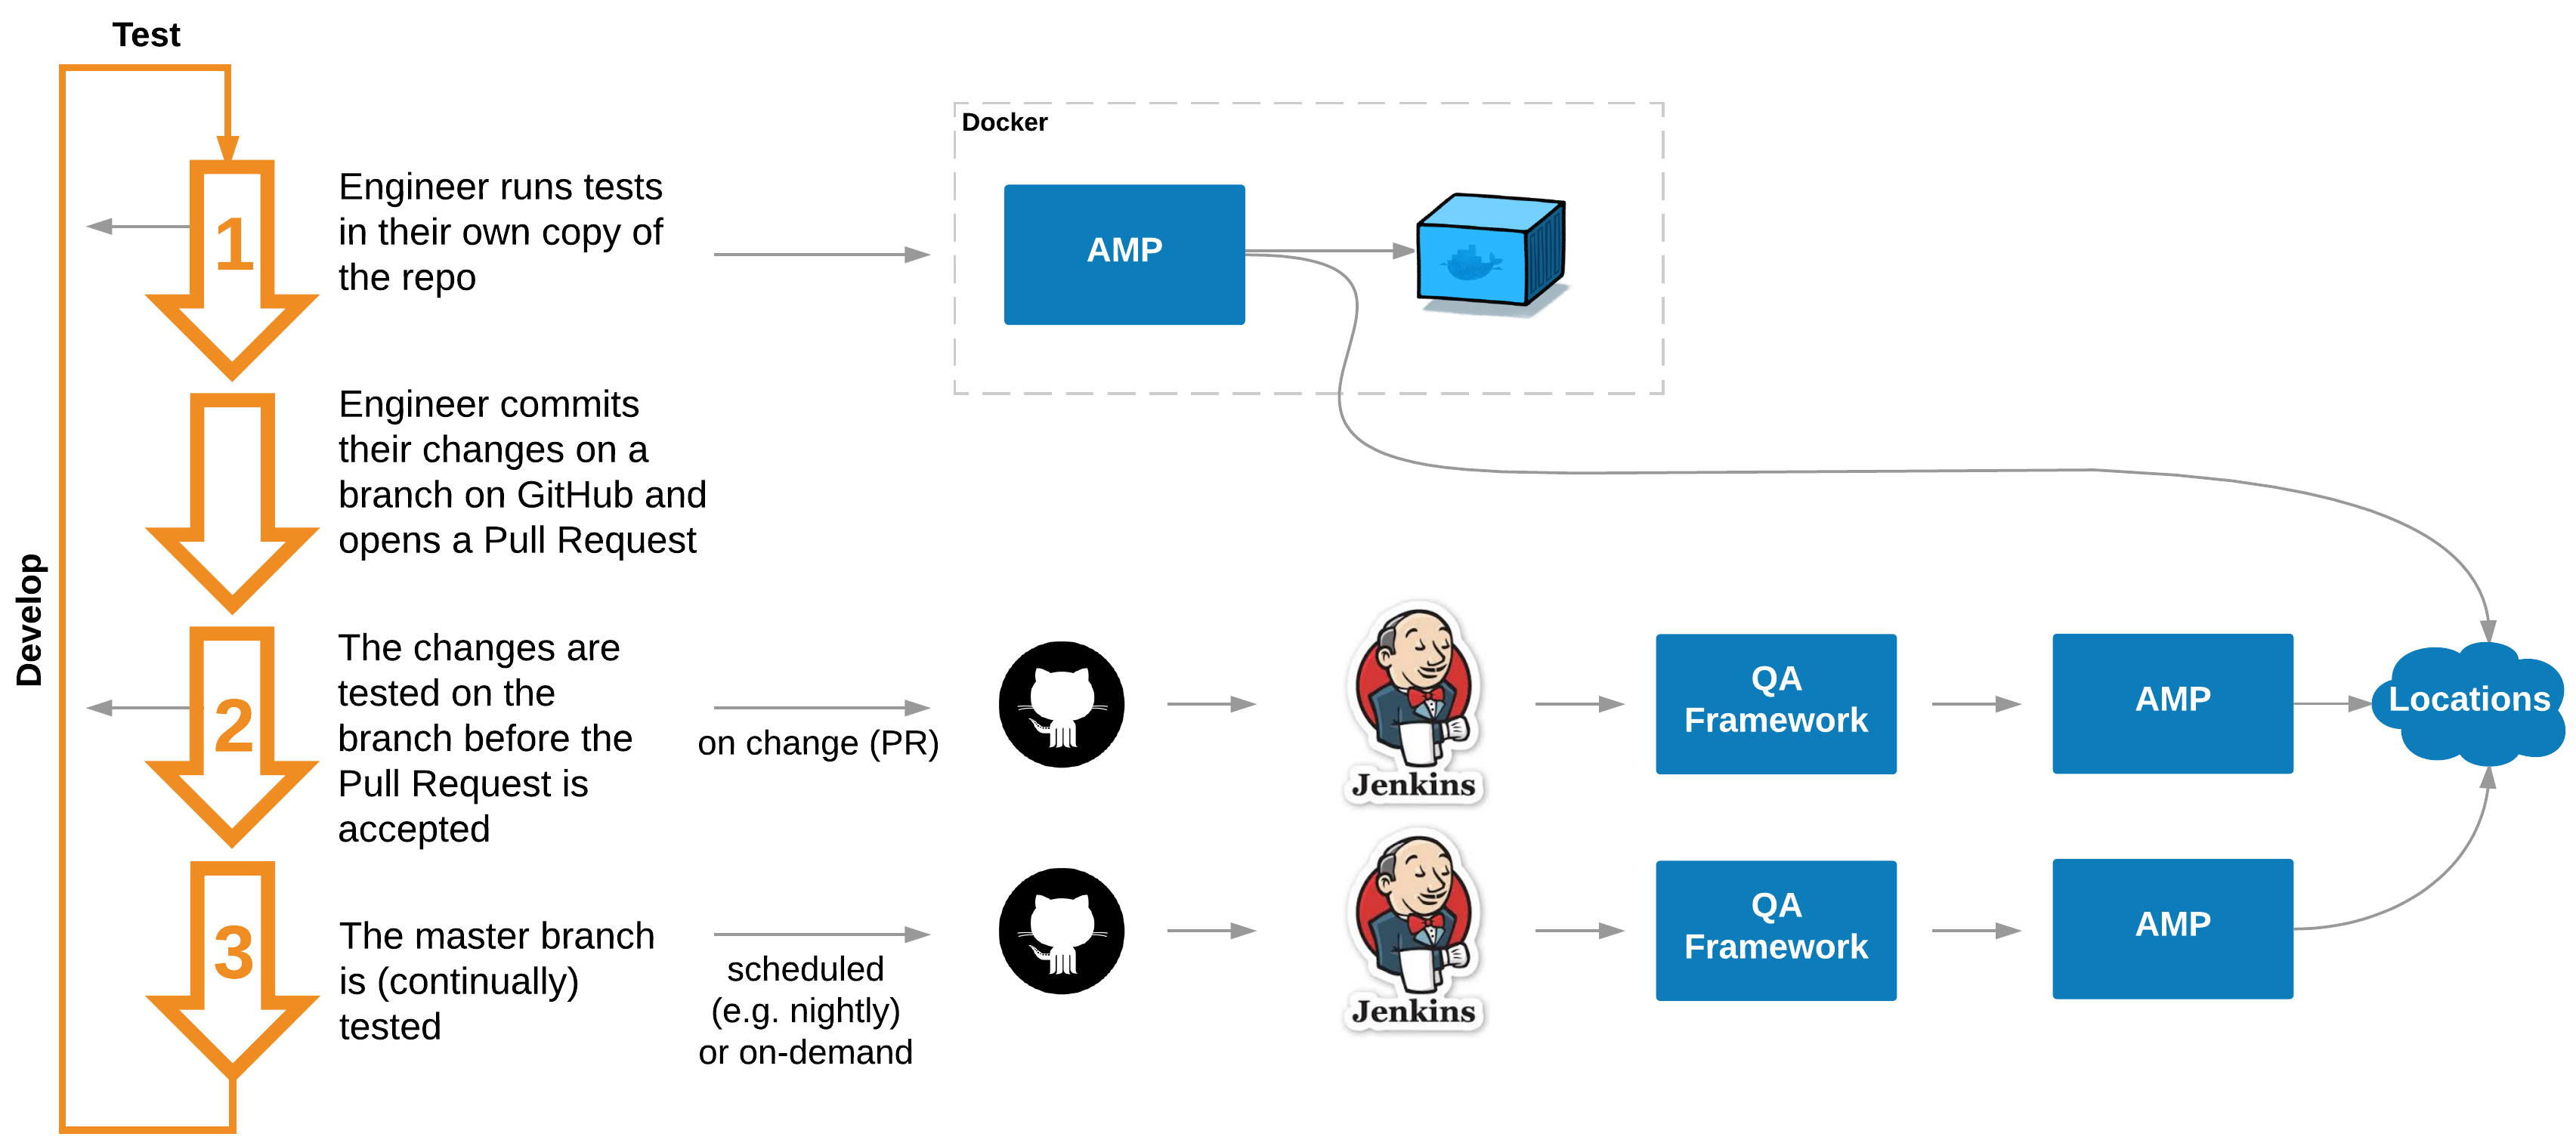 Test
Docker
Engineer runs tests
in their own copy of
the repo
1
AMP
Engineer commits
their changes on a
branch on GitHub and
opens a Pull Request
Develop
The changes are
tested on the
branch before the
Pull Request is
accepted
2
on change (PR)
Jenkins
QA
Framework
AMP
Locations
3
The master branch
is (continually)
tested
scheduled
(e.g. nightly)
or on-demand
Jenkins
QA
Framework
AMP